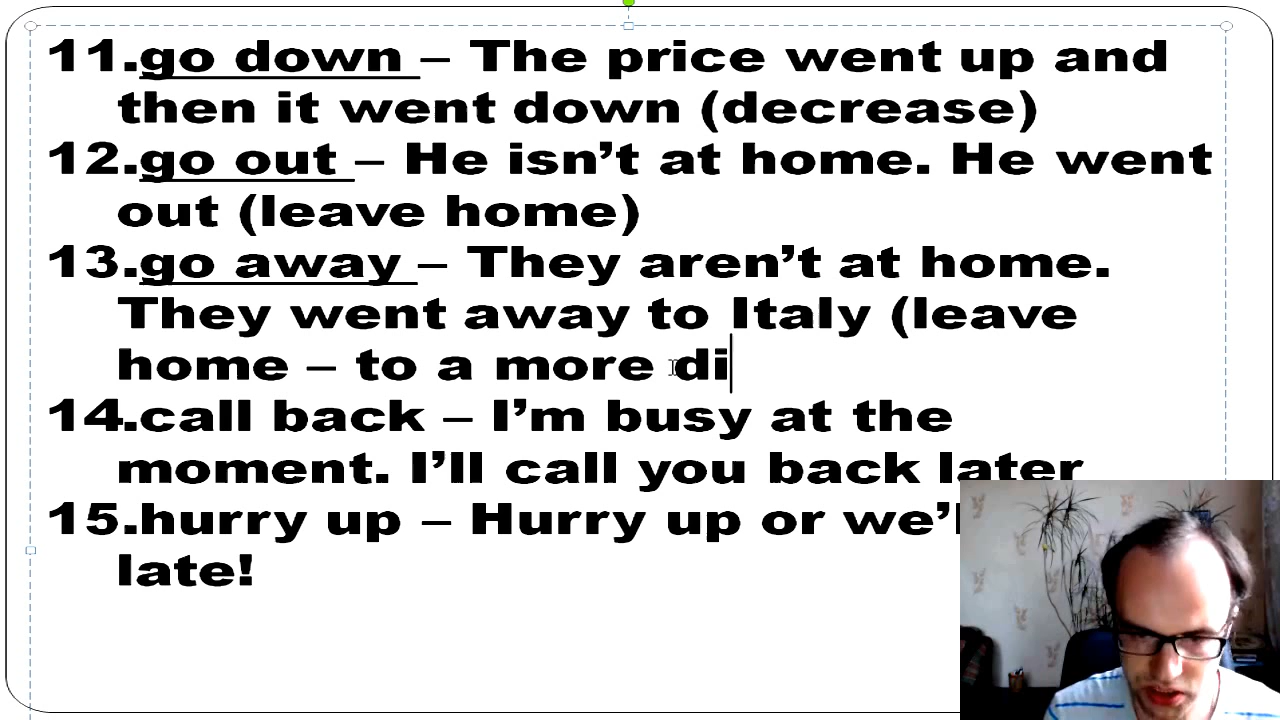 11.go down – The price went up and
then it went down (decrease)
12.go out – He isn’t at home. He went
out (leave home)
13.go away – They aren’t at home.
They went away to Italy (leave
home – to a more di
14.call back – I’m busy at the
moment. I’ll call you back later
15.hurry up – Hurry up or we’l
late!